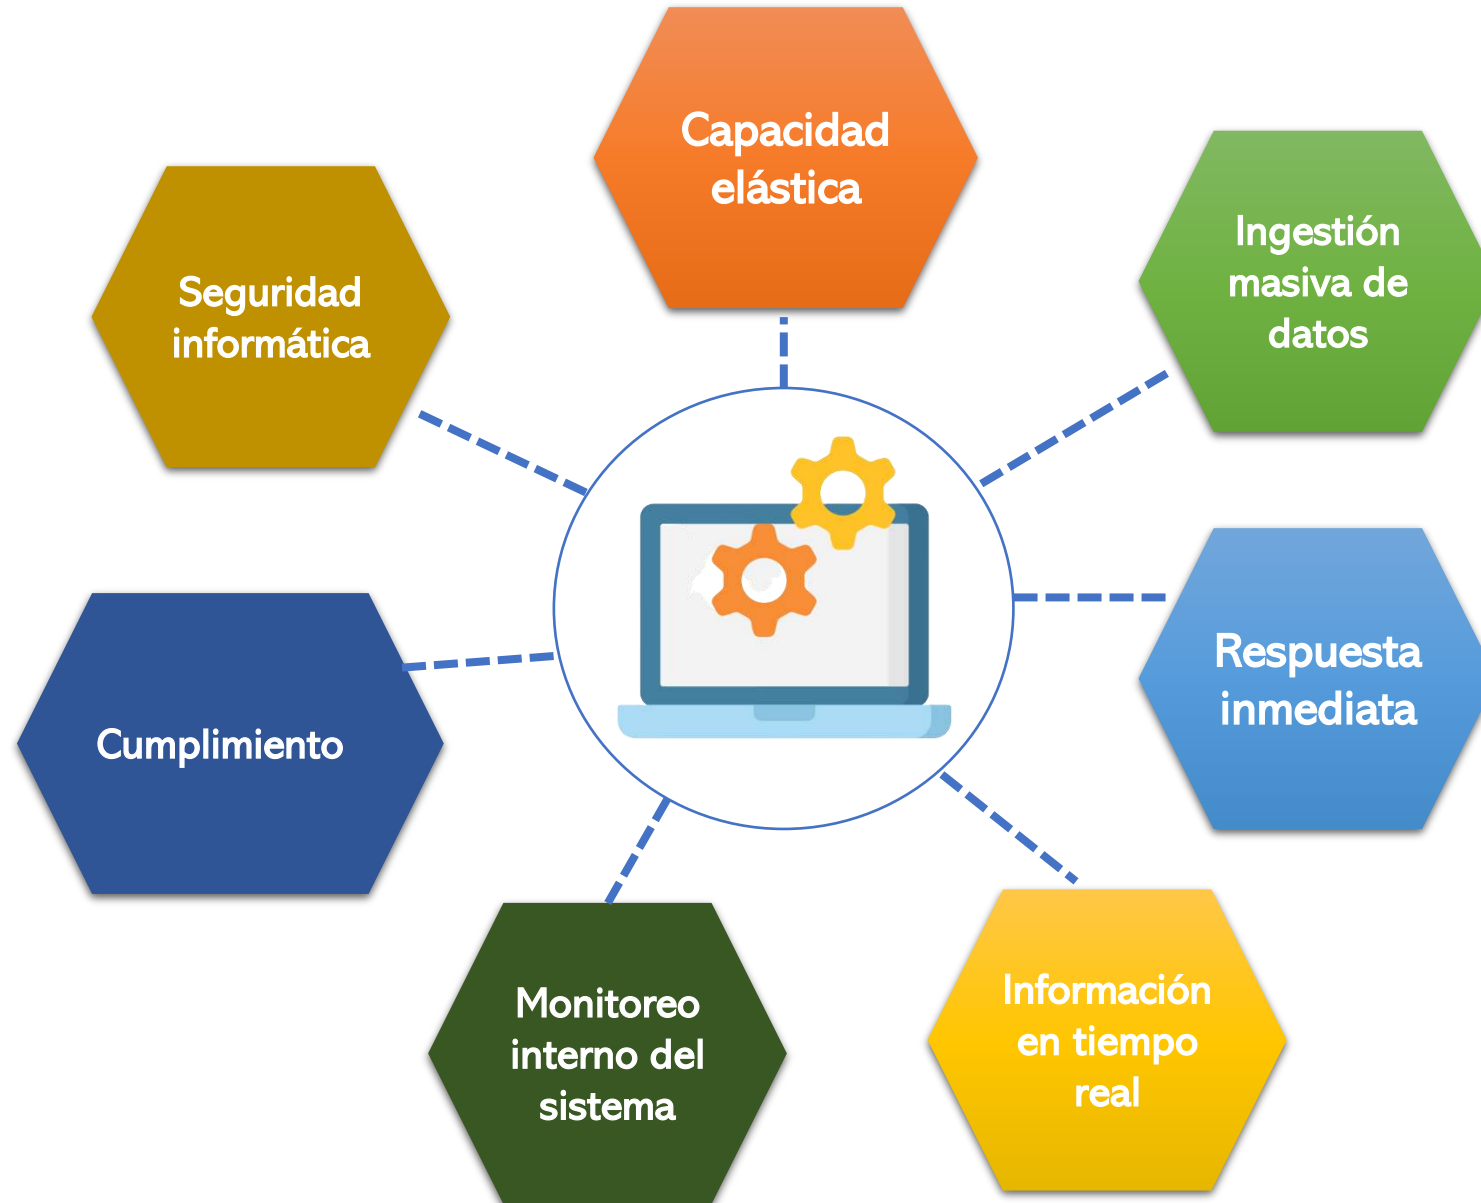 Capacidad
elástica
Ingestión
masiva de
datos
Respuesta
inmediata
Información
en tiempo
real
Monitoreo
interno del
sistema
Cumplimiento
Seguridad
informática